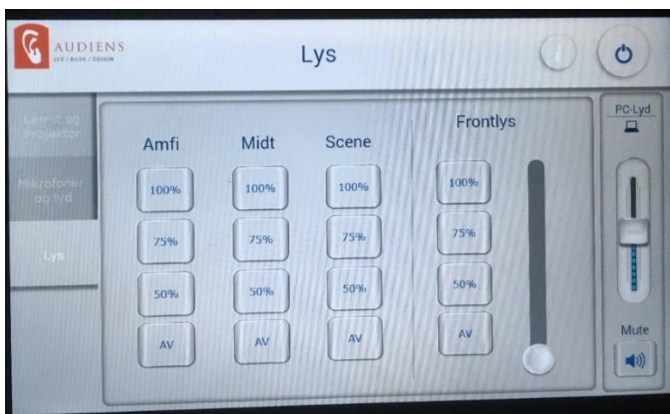 AUDIENS
LYD / BILDE / DESIGN
Lys
Lerret og
Projektor
Mikrofoner
og lyd
Lys
Amfi
Midt
Scene
Frontlys
100%
100%
100%
100%
75%
75%
75%
75%
50%
50%
50%
50%
AV
AV
AV
AV
PC-Lyd
Mute